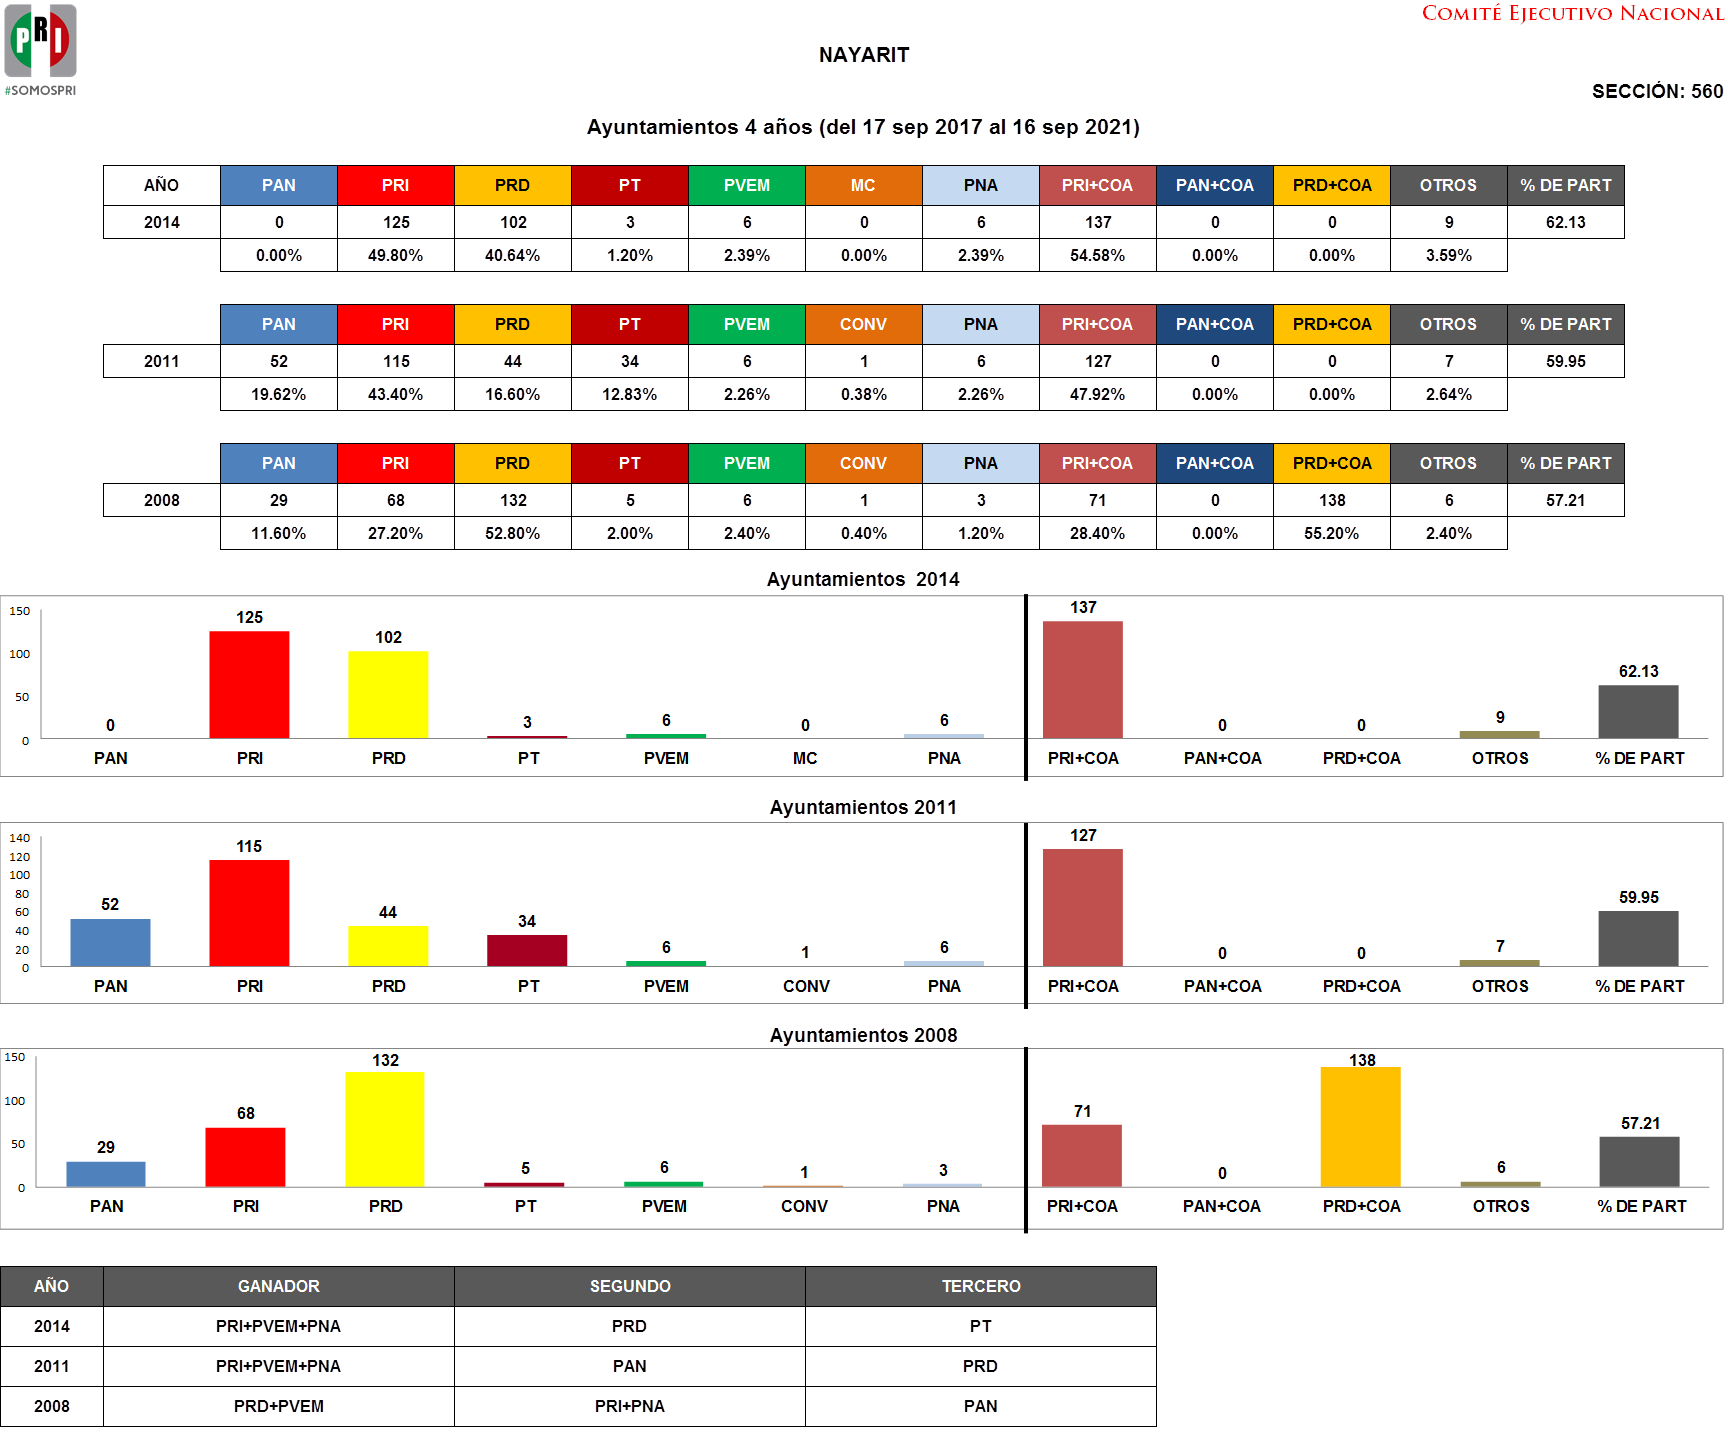 COMITÉ EJECUTIVO NACIONAL
PRI
#SOMOSPRI
NAYARIT
SECCIÓN: 560
Ayuntamientos 4 años (del 17 sep 2017 al 16 sep 2021)
AÑO PAN PRI PRD PT PVEM MC PNA PRI+COA PAN+COA PRD+COA OTROS % DE PART
2014 0 125 102 3 6 0 6 137 0 0 9 62.13
0.00% 49.80% 40.64% 1.20% 2.39% 0.00% 2.39% 54.58% 0.00% 0.00% 3.59%
PAN PRI PRD PT PVEM CONV PNA PRI+COA PAN+COA PRD+COA OTROS % DE PART
2011 52 115 44 34 6 1 6 127 0 0 7 59.95
19.62% 43.40% 16.60% 12.83% 2.26% 0.38% 2.26% 47.92% 0.00% 0.00% 2.64%
PAN PRI PRD PT PVEM CONV PNA PRI+COA PAN+COA PRD+COA OTROS % DE PART
2008 29 68 132 5 6 1 3 71 0 138 6 57.21
11.60% 27.20% 52.80% 2.00% 2.40% 0.40% 1.20% 28.40% 0.00% 55.20% 2.40%
Ayuntamientos 2014
150
100
50
0
0 125 102 3 6 0 6 137 0 0 9 62.13
PAN PRI PRD PT PVEM MC PNA PRI+COA PAN+COA PRD+COA OTROS % DE PART
Ayuntamientos 2011
140
120
100
80
60
40
20
0
52 115 44 34 6 1 6 127 0 0 7 59.95
PAN PRI PRD PT PVEM CONV PNA PRI+COA PAN+COA PRD+COA OTROS % DE PART
Ayuntamientos 2008
150
100
50
0
29 68 132 5 6 1 3 71 0 138 6 57.21
PAN PRI PRD PT PVEM CONV PNA PRI+COA PAN+COA PRD+COA OTROS % DE PART
AÑO GANADOR SEGUNDO TERCERO
2014 PRI+PVEM+PNA PRD PT
2011 PRI+PVEM+PNA PAN PRD
2008 PRD+PVEM PRI+PNA PAN